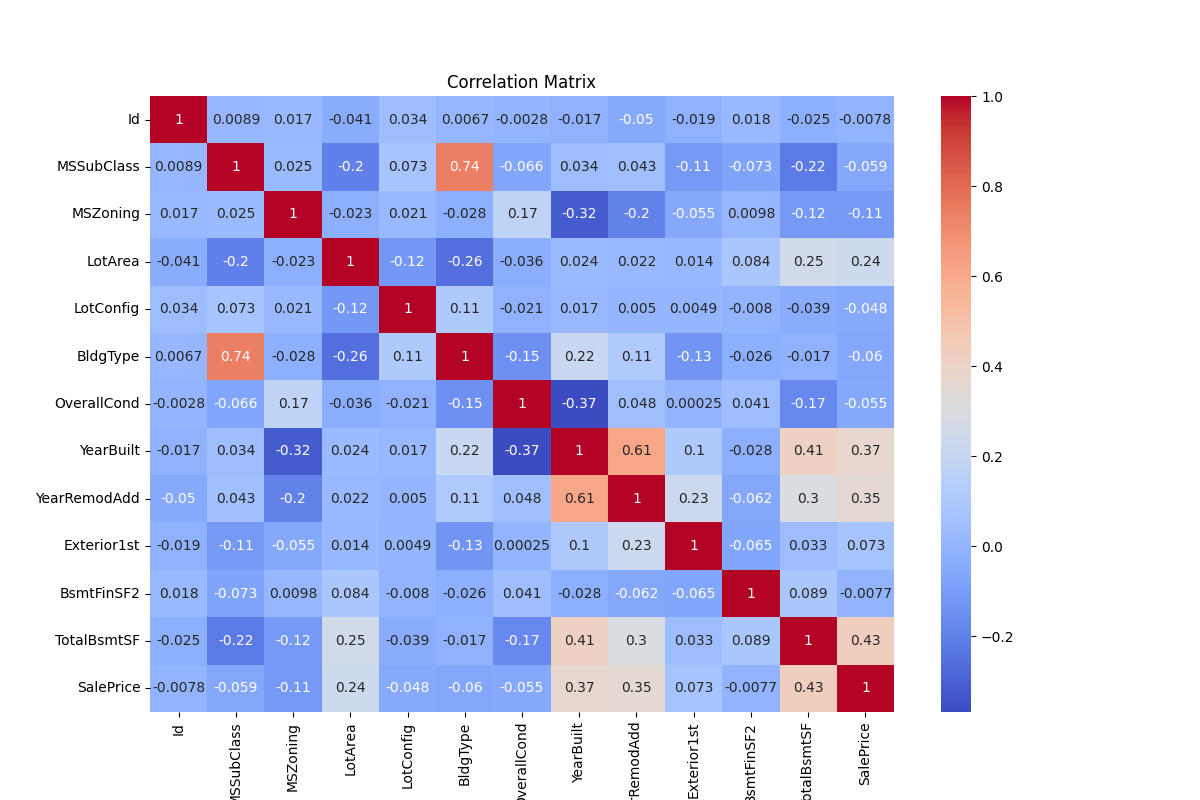 Correlation Matrix
Id 1 0.0089 0.017 -0.041 0.034 0.0067 -0.0028 -0.017 -0.05 -0.019 0.018 -0.025 -0.0078
MSSubClass 0.0089 1 0.025 -0.2 0.073 0.74 -0.066 0.034 0.043 -0.11 -0.073 -0.22 -0.059
MSZoning 0.017 0.025 1 -0.023 0.021 -0.028 0.17 -0.32 -0.2 -0.055 0.0098 -0.12 -0.11
LotArea -0.041 -0.2 -0.023 1 -0.12 -0.26 -0.036 0.024 0.022 0.014 0.084 0.25 0.24
LotConfig 0.034 0.073 0.021 -0.12 1 0.11 -0.021 0.017 0.005 0.0049 -0.008 -0.039 -0.048
BldgType 0.0067 0.74 -0.028 -0.26 0.11 1 -0.15 0.22 0.11 -0.13 -0.026 -0.017 -0.06
OverallCond -0.0028 -0.066 0.17 -0.036 -0.021 -0.15 1 -0.37 0.048 0.00025 0.041 -0.17 -0.055
YearBuilt -0.017 0.034 -0.32 0.024 0.017 0.22 -0.37 1 0.61 0.1 -0.028 0.41 0.37
YearRemodAdd -0.05 0.043 -0.2 0.022 0.005 0.11 0.048 0.61 1 0.23 -0.062 0.3 0.35
Exterior1st -0.019 -0.11 -0.055 0.014 0.0049 -0.13 0.00025 0.1 0.23 1 -0.065 0.033 0.073
BsmtFinSF2 0.018 -0.073 0.0098 0.084 -0.008 -0.026 0.041 -0.028 -0.062 -0.065 1 0.089 -0.0077
TotalBsmtSF -0.025 -0.22 -0.12 0.25 -0.039 -0.017 -0.17 0.41 0.3 0.033 0.089 1 0.43
SalePrice -0.0078 -0.059 -0.11 0.24 -0.048 -0.06 -0.055 0.37 0.35 0.073 -0.0077 0.43 1
Id MSSubClass MSZoning LotArea LotConfig BldgType OverallCond YearBuilt rRemodAdd Exterior1st BsmtFinSF2 otalBsmtSF SalePrice
1.0
0.8
0.6
0.4
0.2
0.0
−0.2